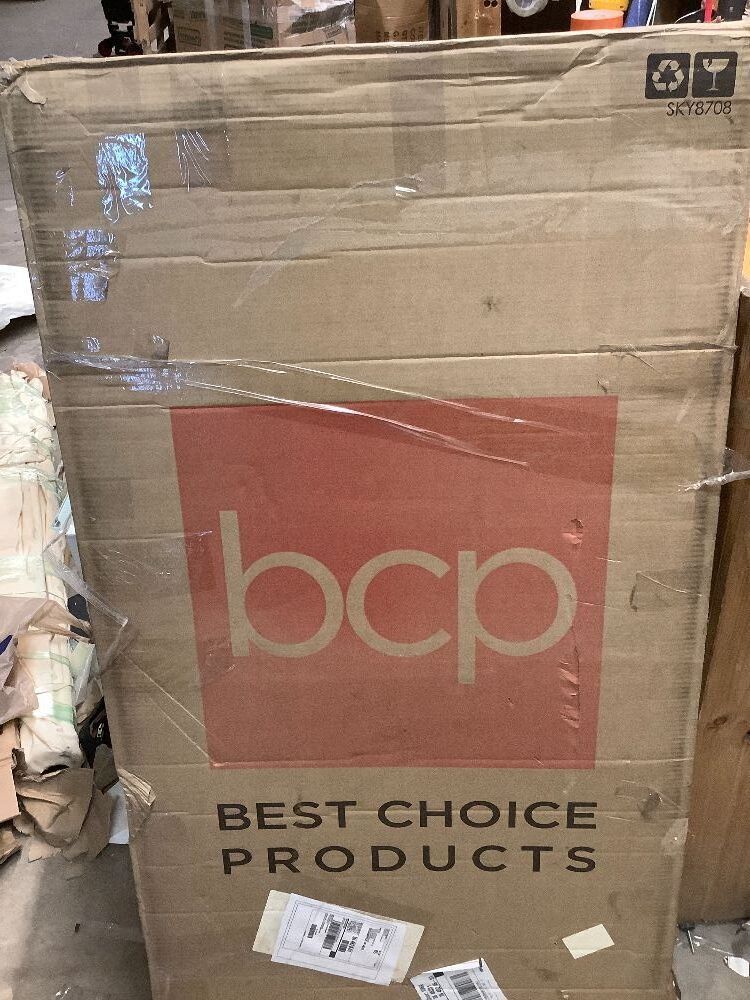 SKY8708
bcp
BEST CHOICE
PRODUCTS